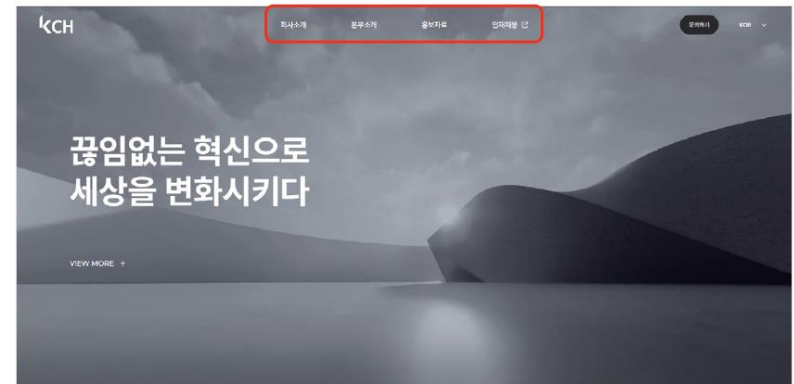 KCH
회사소개 본부소개 홍보자료 인재채용
문의하기 KOR
끊임없는 혁신으로
세상을 변화시키다
VIEW MORE +